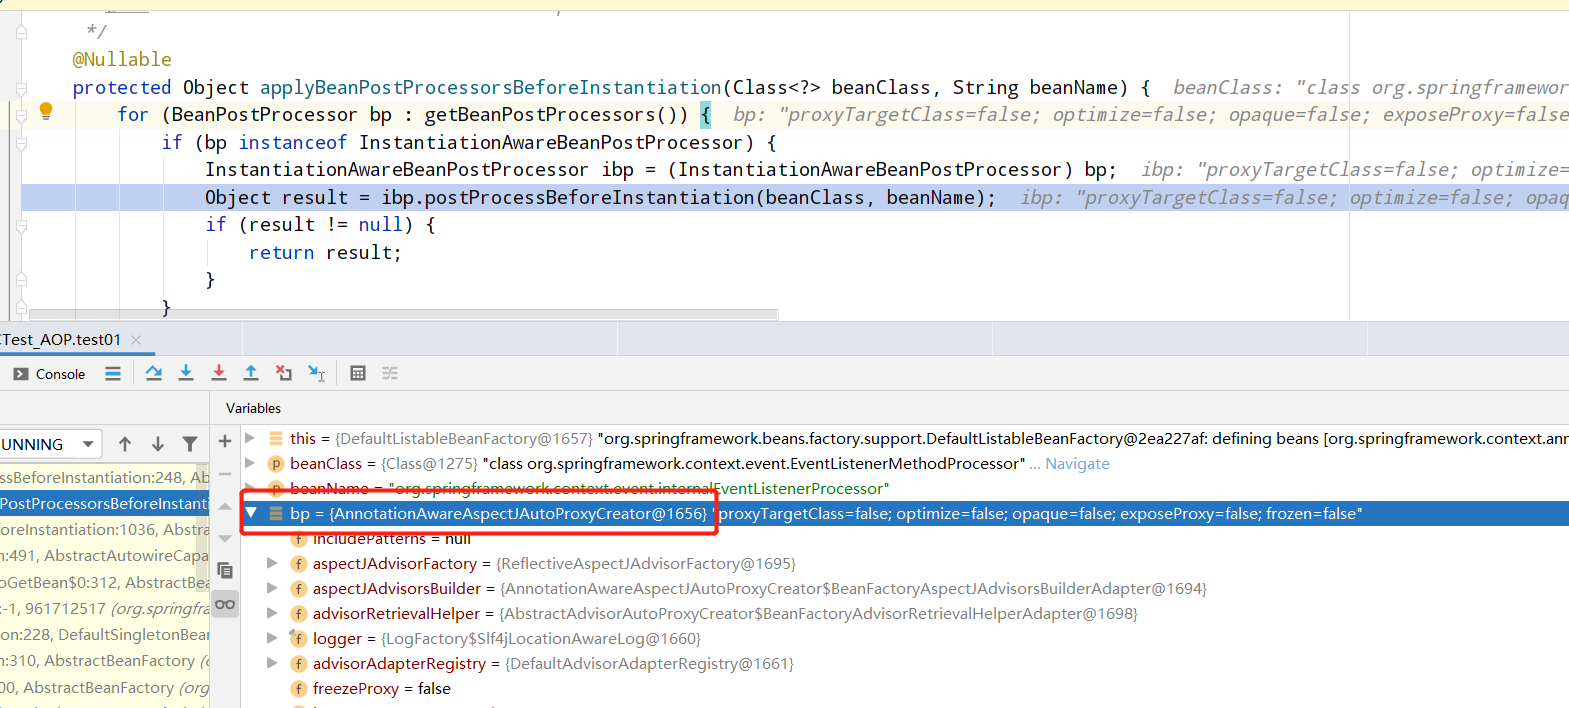 */
@Nullable
protected Object applyBeanPostProcessorsBeforeInstantiation(Class<?> beanClass, String beanName) { beanClass: "class org.springframewor
for (BeanPostProcessor bp : getBeanPostProcessors()) { bp: "proxyTargetClass=false; optimize=false; opaque=false; exposeProxy=false
if (bp instanceof InstantiationAwareBeanPostProcessor) {
InstantiationAwareBeanPostProcessor ibp = (InstantiationAwareBeanPostProcessor) bp; ibp: "proxyTargetClass=false; optimize=
Object result = ibp.postProcessBeforeInstantiation(beanClass, beanName); ibp: "proxyTargetClass=false; optimize=false; opaq
if (result != null) {
return result;
}
}
Test_AOP.test01
Console
Variables
UNNING
this = {DefaultListableBeanFactory@1657} "org.springframework.beans.factory.support.DefaultListableBeanFactory@2ea227af: defining beans [org.springframework.context.ann
ssBeforeInstantiation:248, Ab
beanClass = {Class@1275} "class org.springframework.context.event.EventListenerMethodProcessor" ... Navigate
PostProcessorsBeforeInstanti
beanName = "org.springframework.context.event.internalEventListenerProcessor"
eforeInstantiation:1036, Abstra
bp = {AnnotationAwareAspectJAutoProxyCreator@1656} "proxyTargetClass=false; optimize=false; opaque=false; exposeProxy=false; frozen=false"
n:491, AbstractAutowireCapa
includePatterns = null
oGetBean$0:312, AbstractBea
aspectJAdvisorFactory = {ReflectiveAspectJAdvisorFactory@1695}
:-1, 961712517 (org.springfra
aspectJAdvisorsBuilder = {AnnotationAwareAspectJAutoProxyCreator$BeanFactoryAspectJAdvisorsBuilderAdapter@1694}
on:228, DefaultSingletonBean
advisorRetrievalHelper = {AbstractAdvisorAutoProxyCreator$BeanFactoryAdvisorRetrievalHelperAdapter@1698}
n:310, AbstractBeanFactory (o
logger = {LogFactory$Slf4jLocationAwareLog@1660}
00, AbstractBeanFactory (org
advisorAdapterRegistry = {DefaultAdvisorAdapterRegistry@1661}
freezeProxy = false